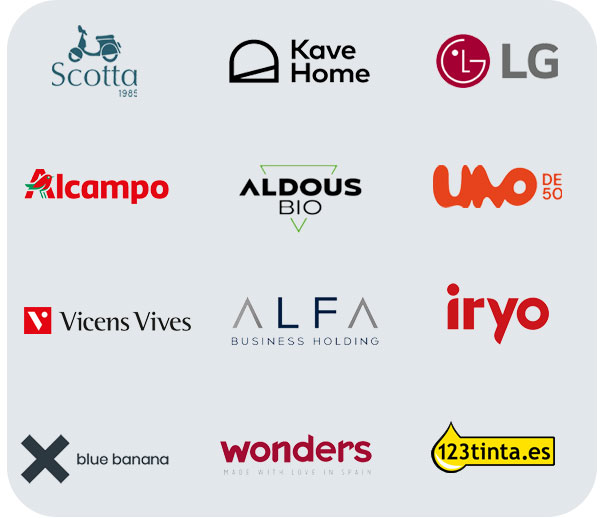 Scotta
1985
Kave
Home
LG
LG
Alcampo
ALDOUS
BIO
UNO
DE
50
V
Vicens Vives
ALFA
BUSINESS HOLDING
iryo
blue banana
wonders
MADE WITH LOVE IN SPAIN
123tinta.es